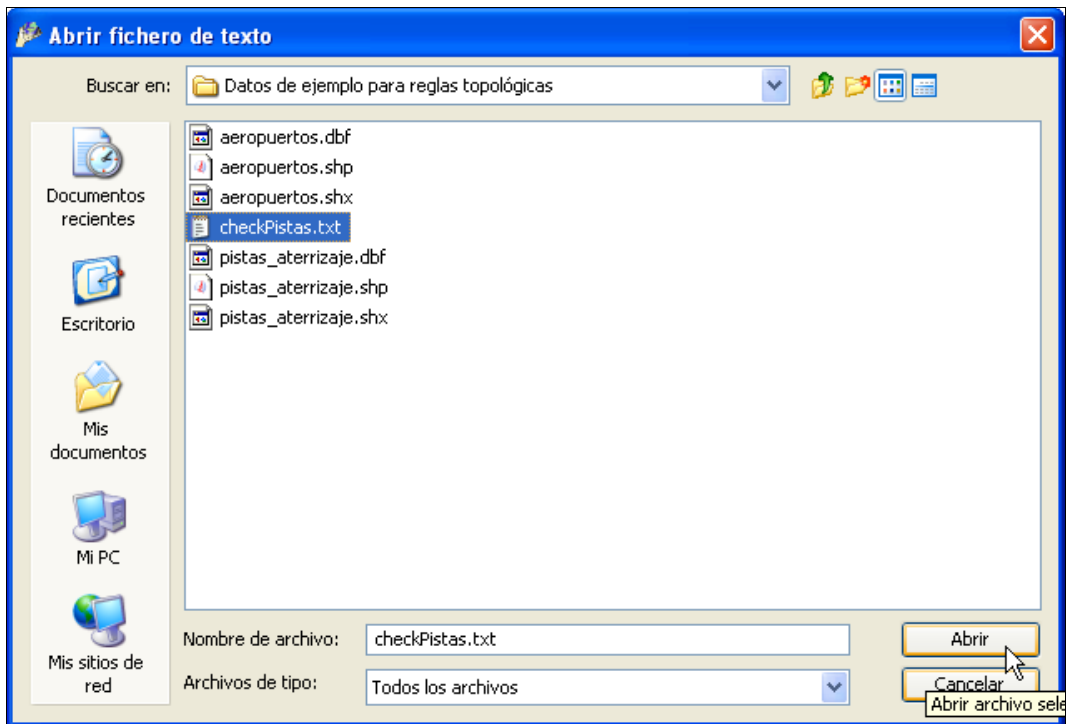 Abrir fichero de texto
Buscar en:
Datos de ejemplo para reglas topológicas
aeropuertos.dbf
aeropuertos.shp
aeropuertos.shx
checkPistas.txt
pistas_aterrizaje.dbf
pistas_aterrizaje.shp
pistas_aterrizaje.shx
Documentos
recientes
Escritorio
Mis
documentos
Mi PC
Mis sitios de
red
Nombre de archivo:
checkPistas.txt
Abrir
Archivos de tipo:
Todos los archivos
Cancelar
Abrir archivo sele